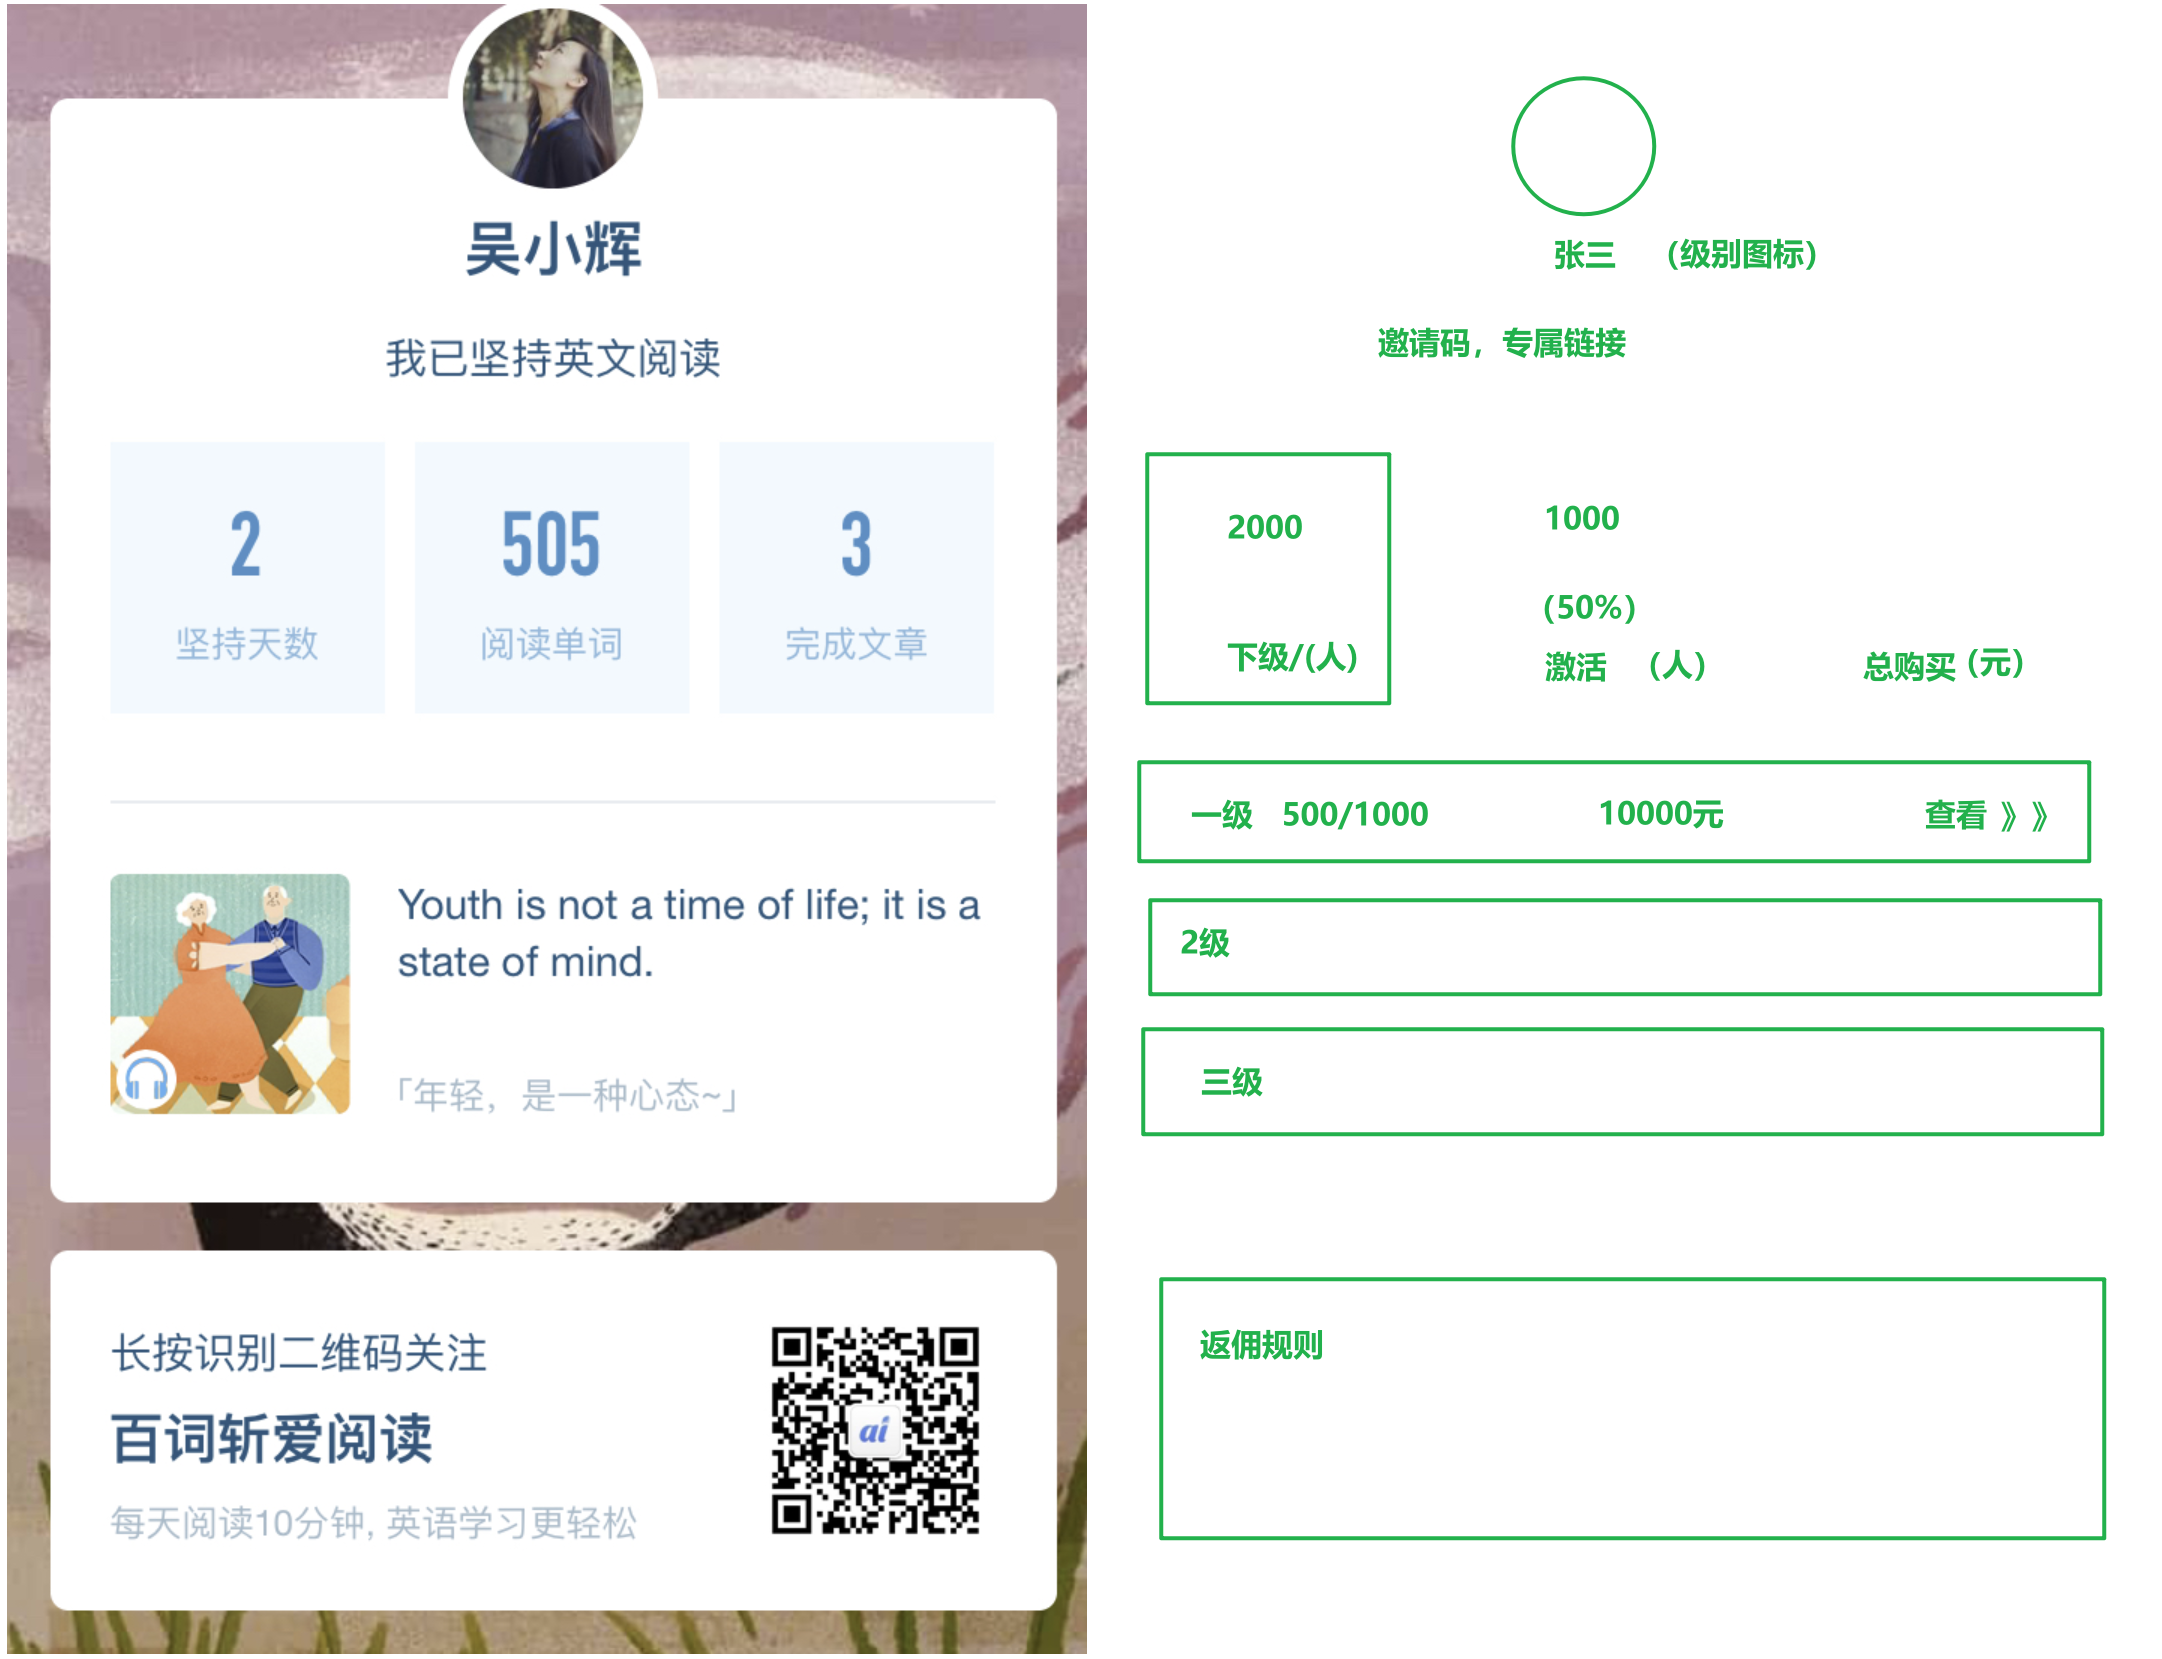 吴小辉
我已坚持英文阅读
2
坚持天数
505
阅读单词
3
完成文章
Youth is not a time of life; it is a
state of mind.
「年轻，是一种心态~」
长按识别二维码关注
百词斩爱阅读
每天阅读10分钟, 英语学习更轻松
ai
张三 （级别图标）
邀请码，专属链接
2000
下级/(人)
1000
(50%)
激活 （人）
总购买（元）
一级 500/1000 10000元 查看 》》
2级
三级
返佣规则